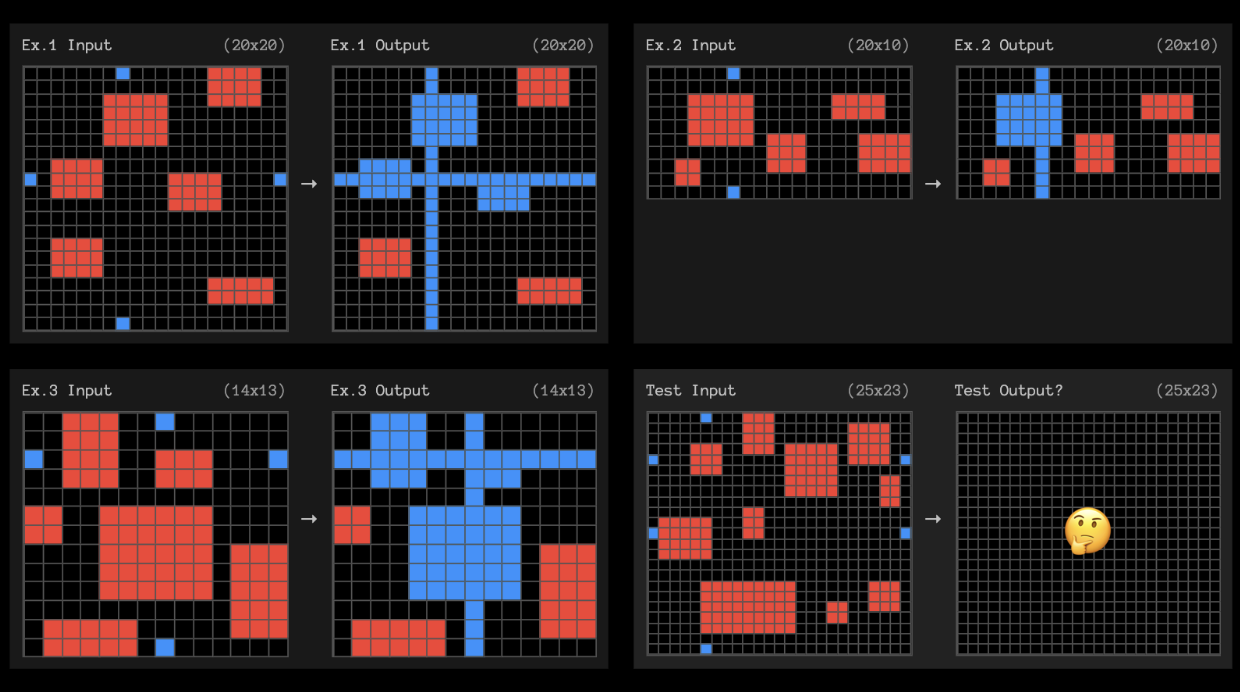 Ex.1 Input (20x20) Ex.1 Output (20x20)
→
Ex.2 Input (20x10) Ex.2 Output (20x10)
→
Ex.3 Input (14x13) Ex.3 Output (14x13)
→
Test Input (25x23) Test Output? (25x23)
→